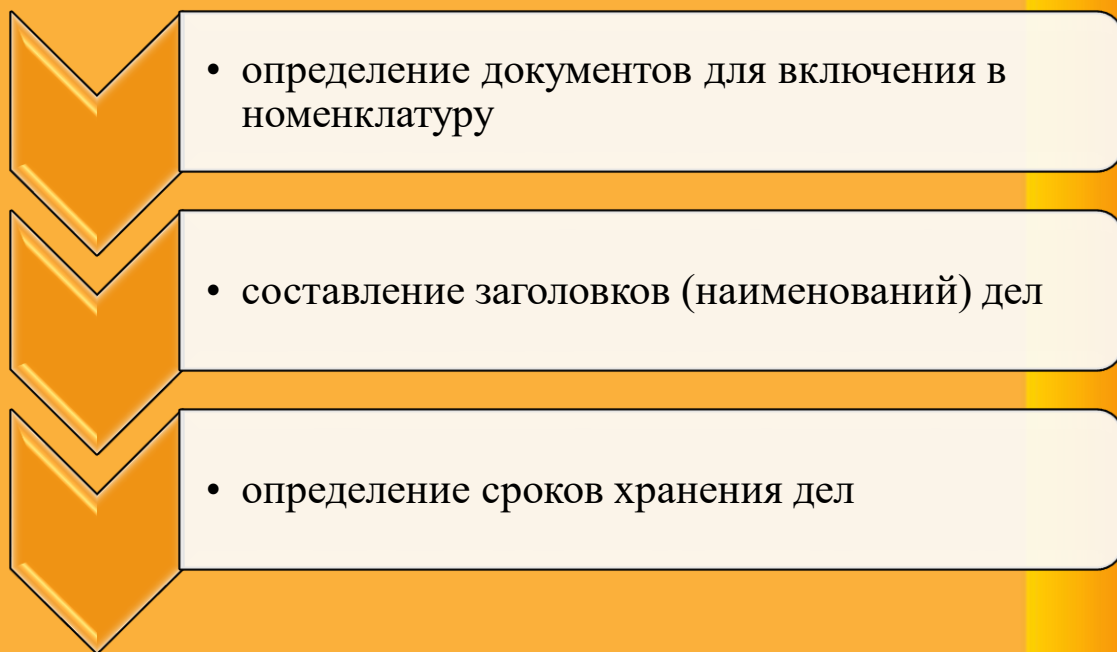 • определение документов для включения в
номенклатуру
• составление заголовков (наименований) дел
• определение сроков хранения дел